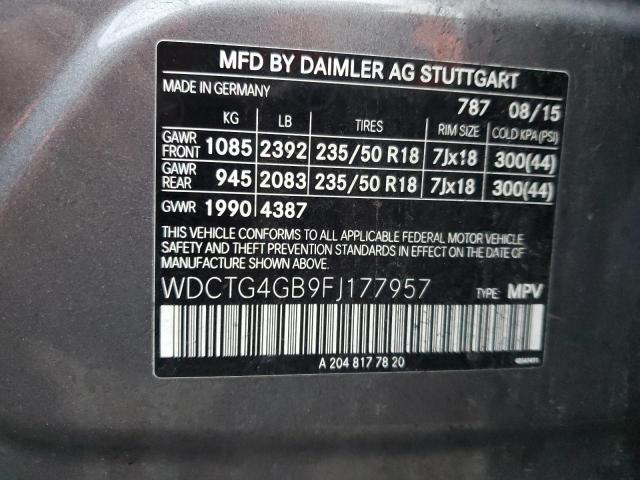 MFD BY DAIMLER AG STUTTGART
MADE IN GERMANY
787 08/15
KG LB TIRES RIM SIZE COLD KPA(PSI)
GAWR FRONT 1085 2392 235/50 R18 7Jx18 300(44)
GAWR REAR 945 2083 235/50 R18 7Jx18 300(44)
GVWR 1990 4387
THIS VEHICLE CONFORMS TO ALL APPLICABLE FEDERAL MOTOR VEHICLE
SAFETY AND THEFT PREVENTION STANDARDS IN EFFECT ON THE DATE OF
MANUFACTURE SHOWN ABOVE.
WDCTG4GB9FJ177957 TYPE: MPV
A 204 817 78 20